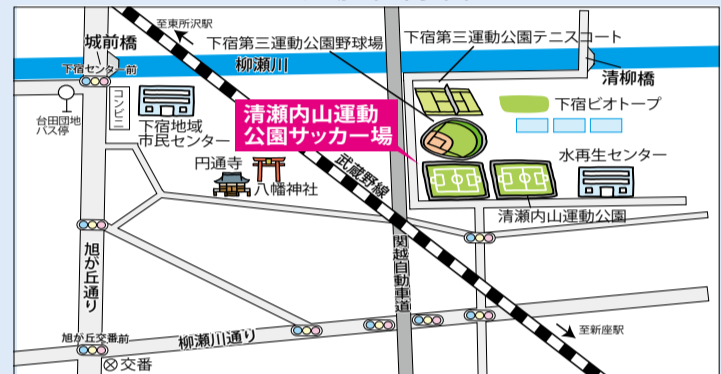 至東所沢駅
城前橋
下宿第三運動公園野球場
下宿第三運動公園テニスコート
下宿センター前
柳瀬川
清柳橋
コンビニ
台田団地
バス停
下宿地域
市民センター
清瀬内山運動
公園サッカー場
下宿ビオトープ
円通寺
八幡神社
武蔵野線
水再生センター
清瀬内山運動公園
旭が丘通り
関越自動車道
旭が丘交番前
柳瀬川通り
至新座駅
交番